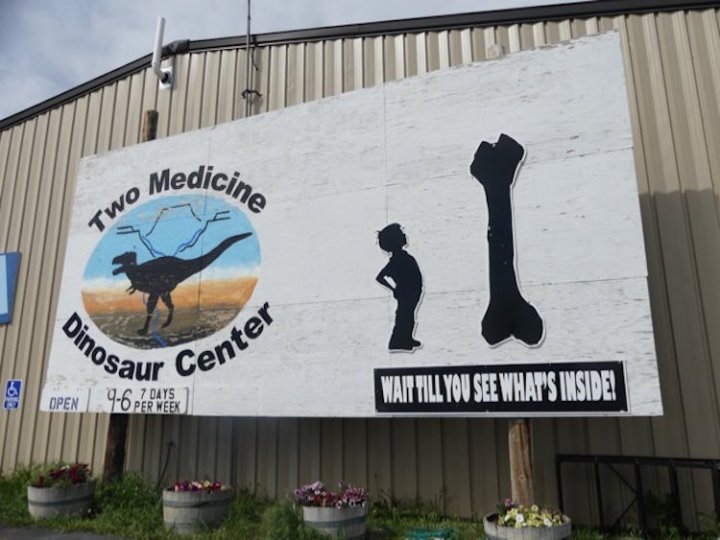 Two Medicine
Dinosaur Center
OPEN 9-6 7 DAYS
PER WEEK
WAIT TILL YOU SEE WHAT'S INSIDE!